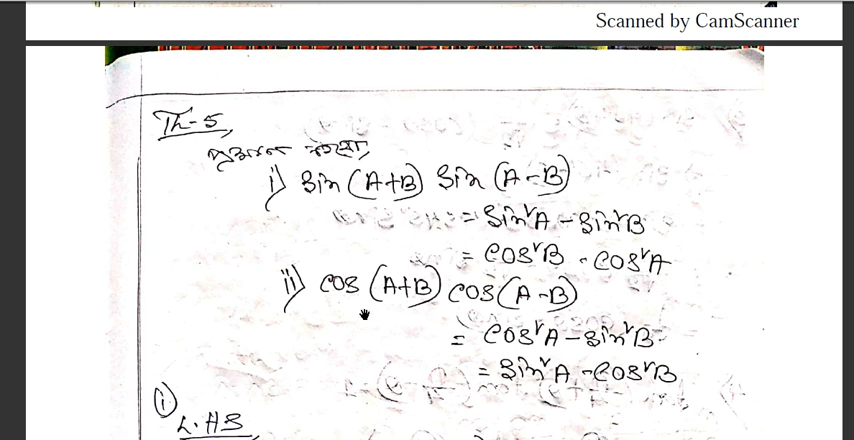 Scanned by CamScanner
Th-5,
প্রমাণ করো,
i) Sin (A+B) Sin (A-B)
= Sin²A - Sin²B
= Cos²B - Cos²A
ii) Cos (A+B) Cos (A-B)
= Cos²A - Sin²B
= Sin²A - Cos²B
(i)
L.HS